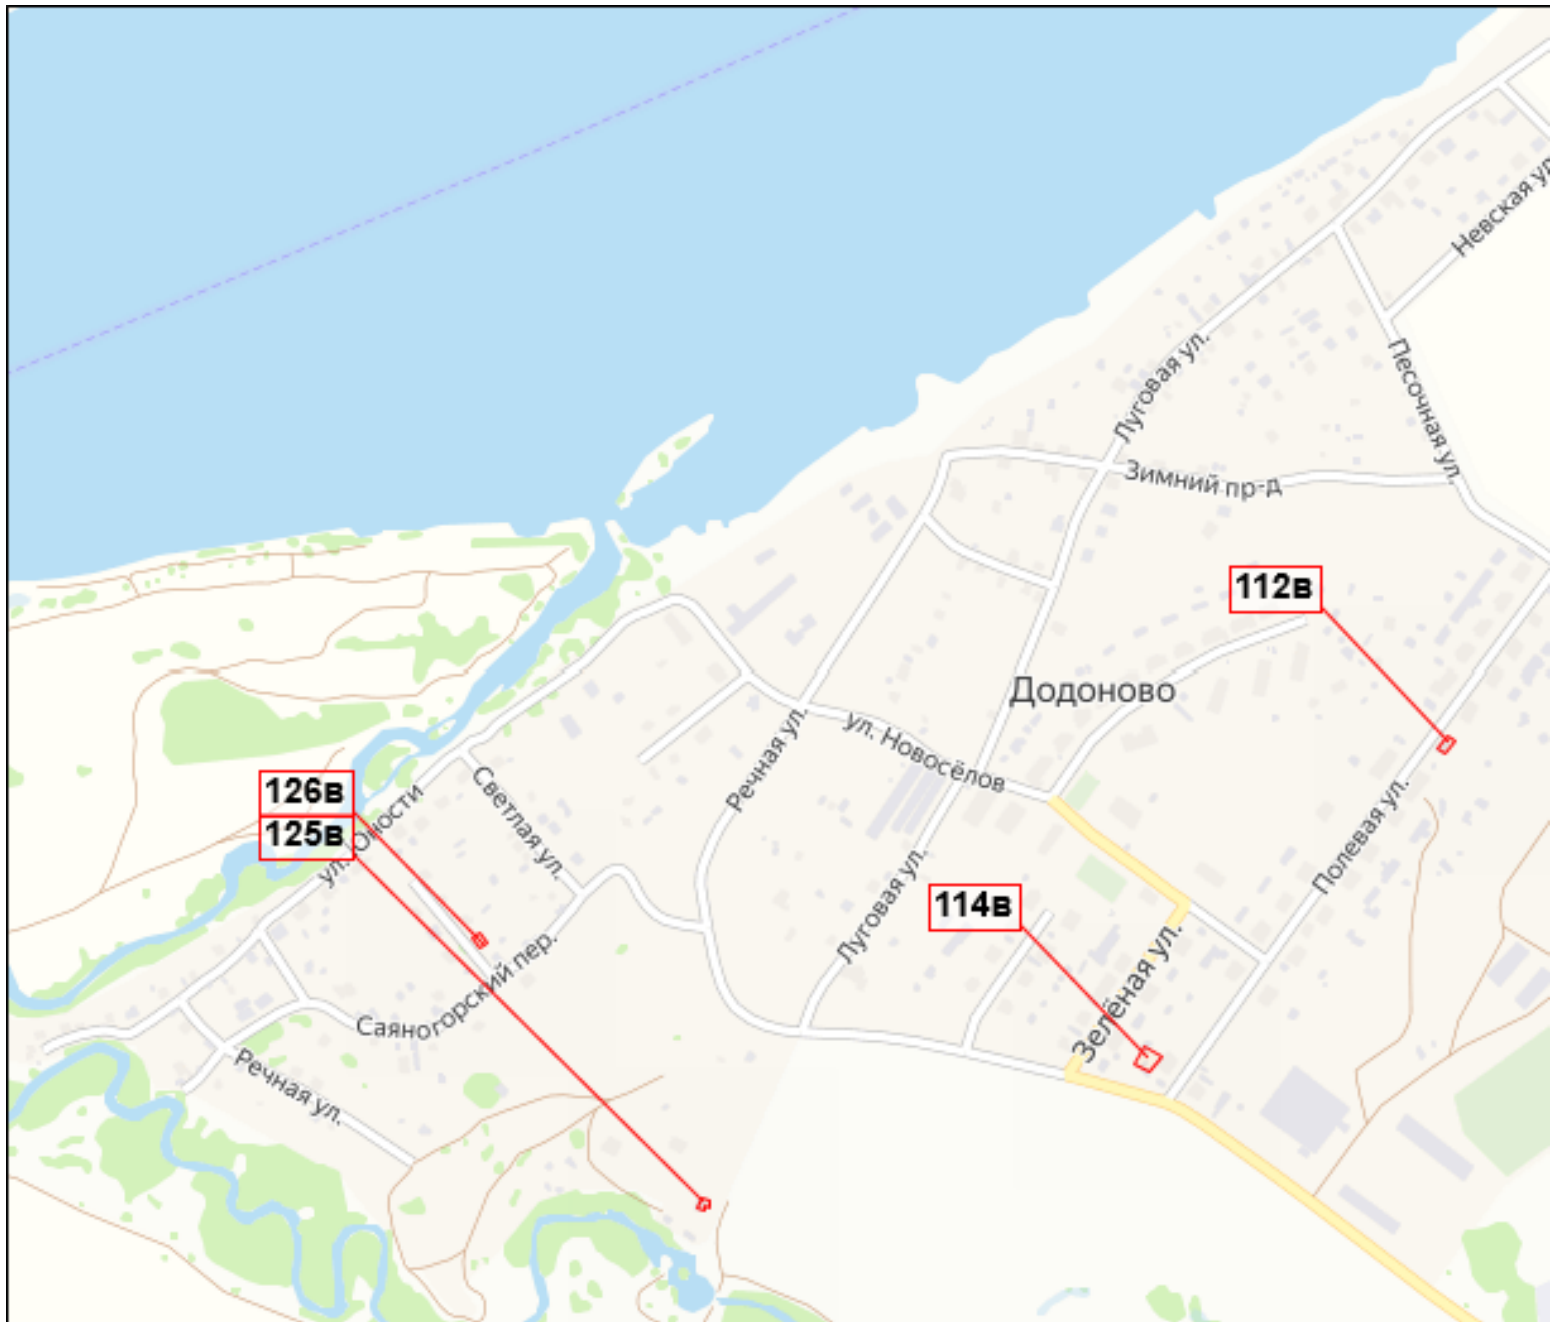 Невская ул.
Луговая ул.
Песочная ул.
Зимний пр-д
112в
Додоново
ул. Новосёлов
Речная ул.
126в
125в
ул. Юности
Светлая ул.
Полевая ул.
114в
Луговая ул.
Зелёная ул.
Саяногорский пер.
Речная ул.